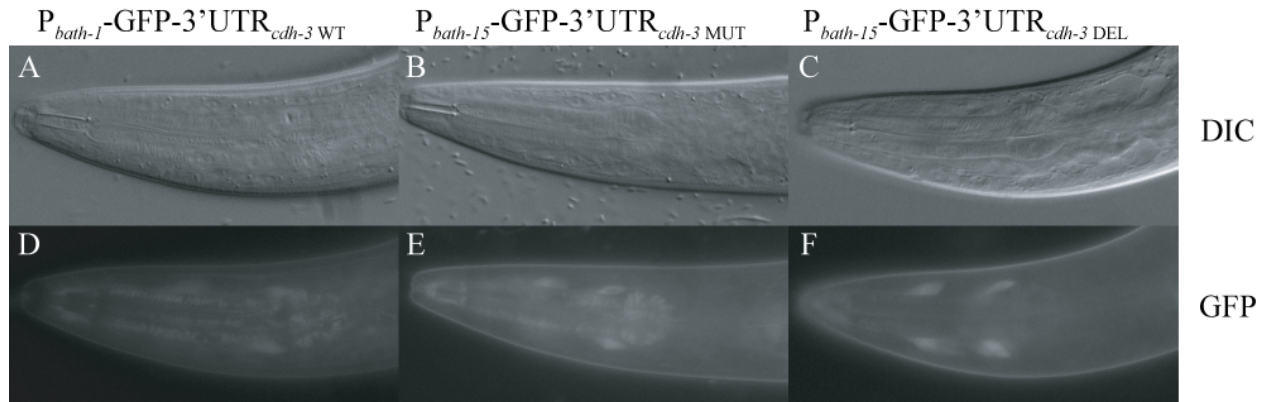 Pbath-1-GFP-3’UTRcdh-3 WT Pbath-15-GFP-3’UTRcdh-3 MUT Pbath-15-GFP-3’UTRcdh-3 DEL
A B C DIC
D E F GFP